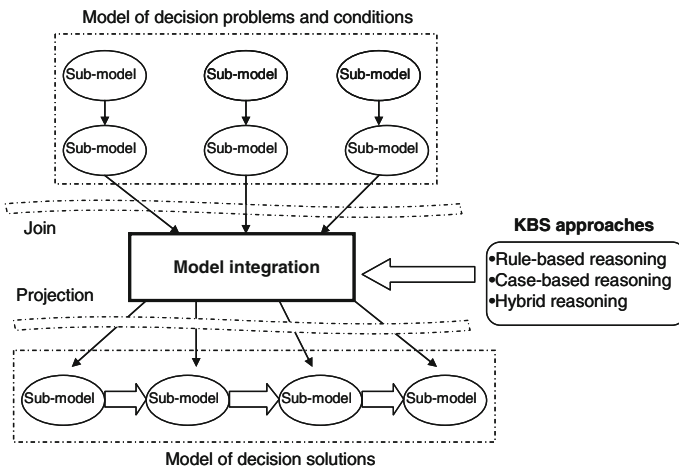 Model of decision problems and conditions
Sub-model Sub-model Sub-model
Sub-model Sub-model Sub-model
Join
KBS approaches
Model integration
•Rule-based reasoning
•Case-based reasoning
•Hybrid reasoning
Projection
Sub-model Sub-model Sub-model Sub-model
Model of decision solutions